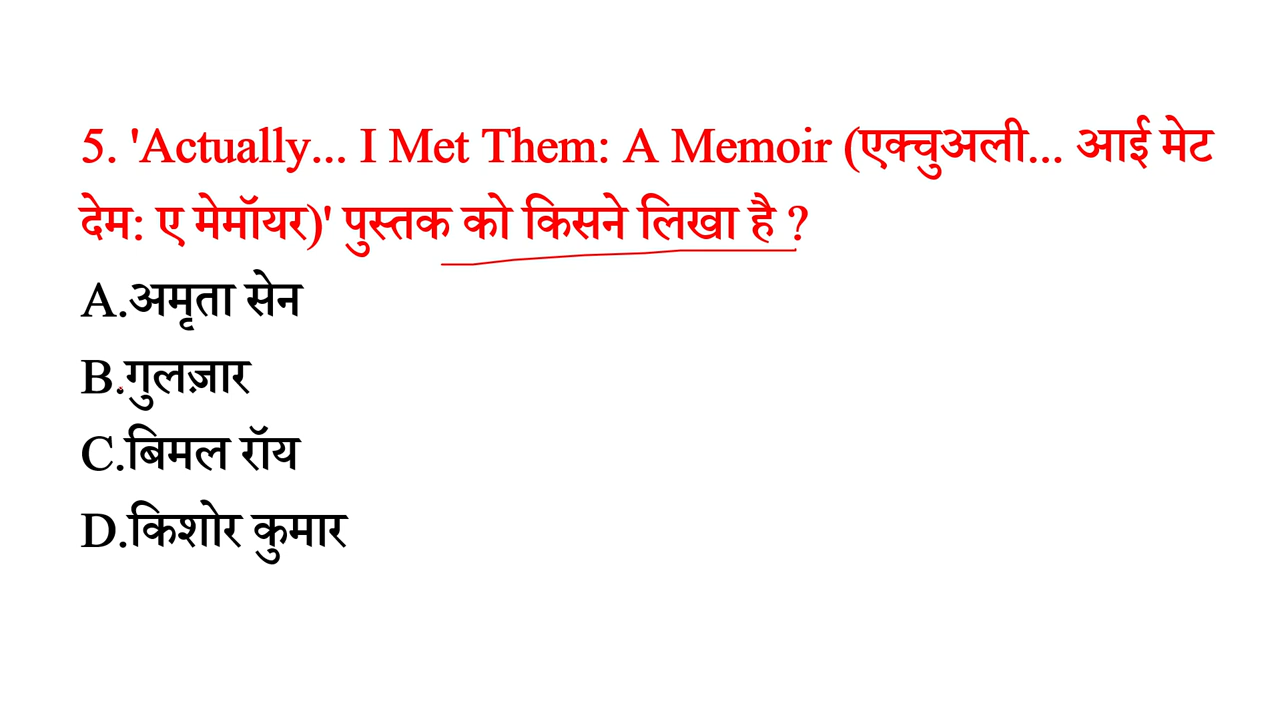 5. 'Actually... I Met Them: A Memoir (एक्चुअली... आई मेट
देम: ए मेमॉयर)' पुस्तक को किसने लिखा है ?
A.अमृता सेन
B.गुलज़ार
C.बिमल रॉय
D.किशोर कुमार